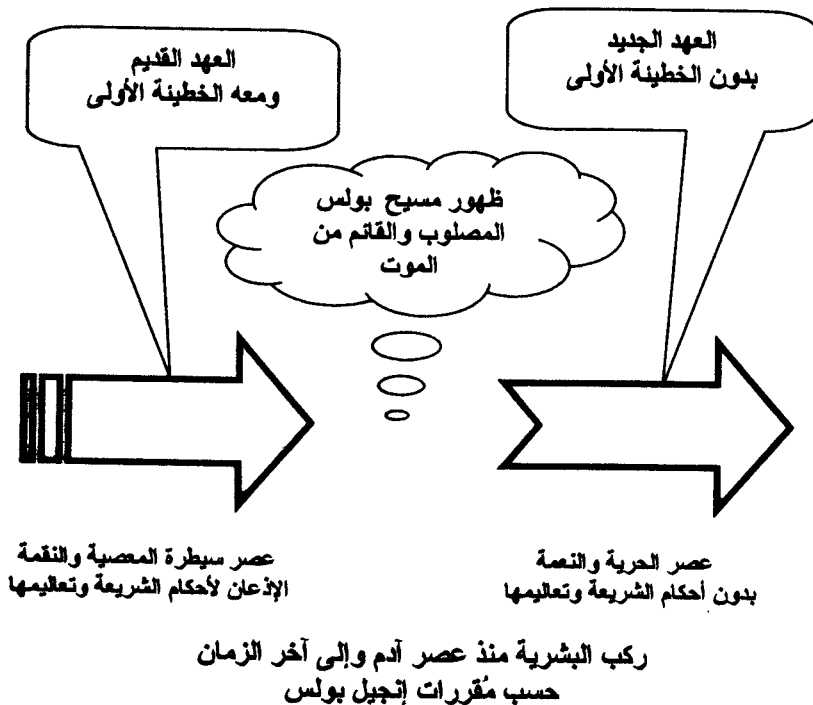 العهد القديم
ومعه الخطيئة الأولى
العهد الجديد
بدون الخطيئة الأولى
ظهور مسيح بولس
المصلوب والقائم من
الموت
عصر سيطرة المعصية والنقمة
الإذعان لأحكام الشريعة وتعاليمها
عصر الحرية والنعمة
بدون أحكام الشريعة وتعاليمها
ركب البشرية منذ عصر آدم وإلى آخر الزمان
حسب مُقررات إنجيل بولس